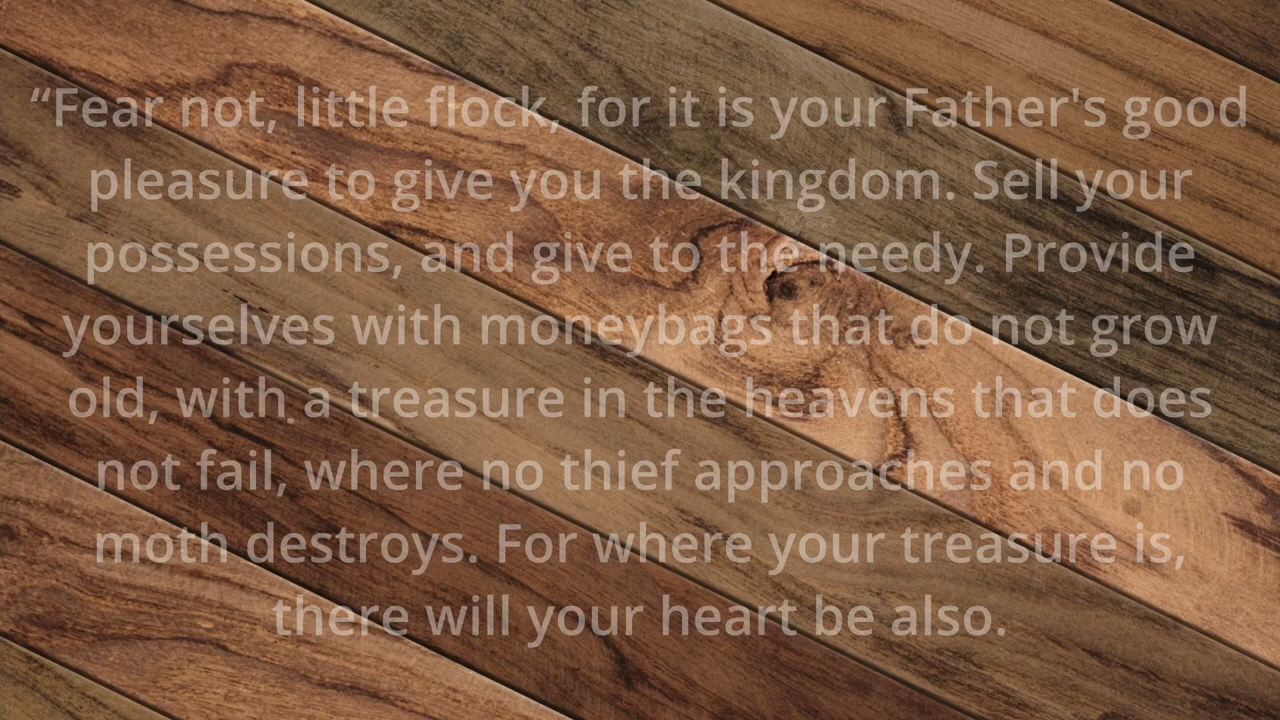 “Fear not, little flock, for it is your Father's good
pleasure to give you the kingdom. Sell your
possessions, and give to the needy. Provide
yourselves with moneybags that do not grow
old, with a treasure in the heavens that does
not fail, where no thief approaches and no
moth destroys. For where your treasure is,
there will your heart be also.